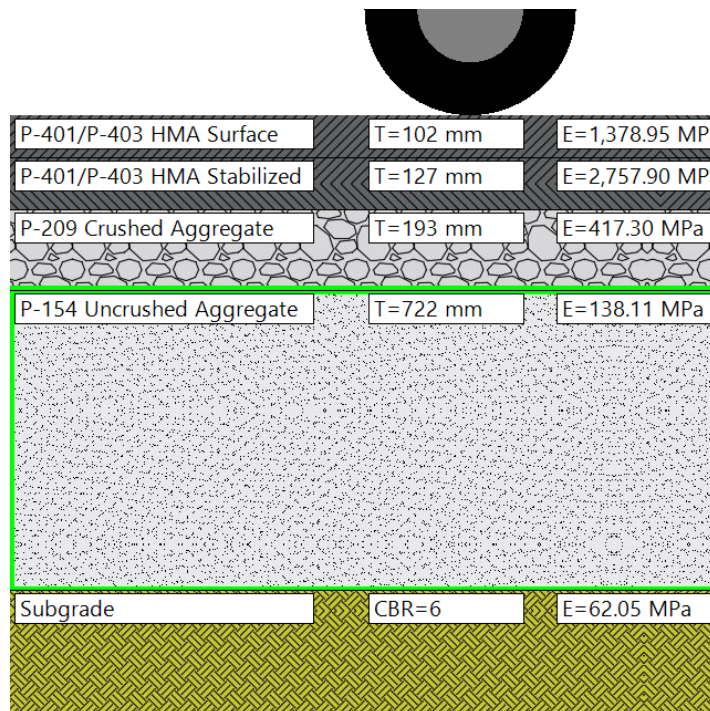 P-401/P-403 HMA Surface T=102 mm E=1,378.95 MP
P-401/P-403 HMA Stabilized T=127 mm E=2,757.90 MP
P-209 Crushed Aggregate T=193 mm E=417.30 MPa
P-154 Uncrushed Aggregate T=722 mm E=138.11 MPa
Subgrade CBR=6 E=62.05 MPa